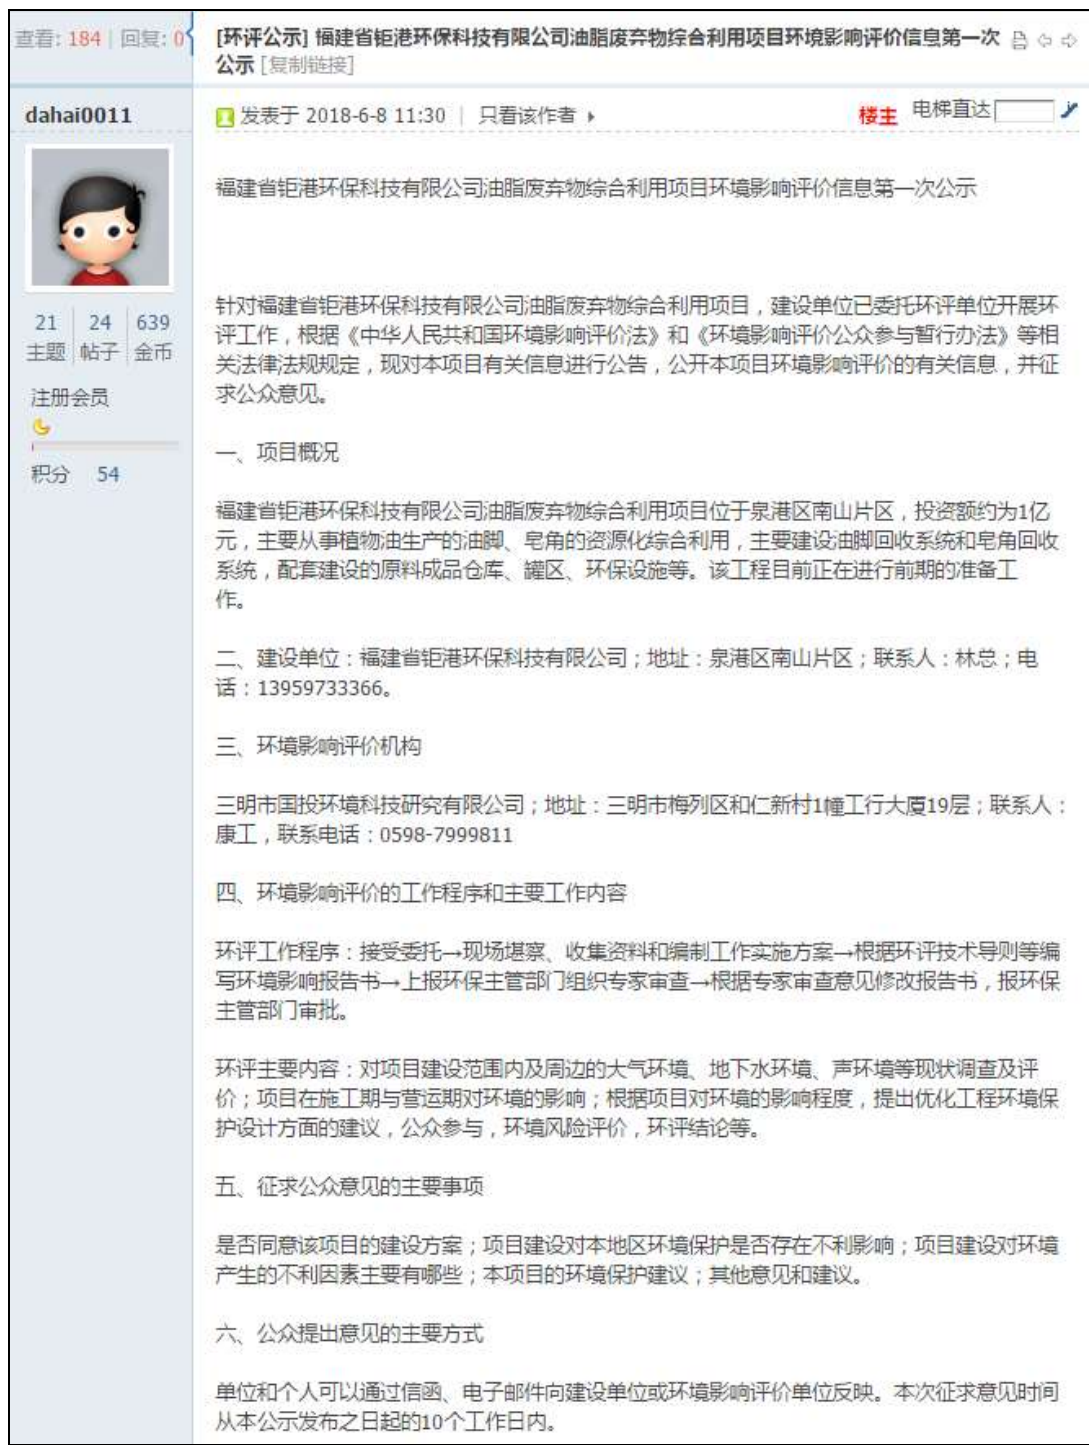 查看: 184 | 回复: 0
[环评公示] 福建省钜港环保科技有限公司油脂废弃物综合利用项目环境影响评价信息第一次
公示 [复制链接]
dahai0011
发表于 2018-6-8 11:30 | 只看该作者
楼主 电梯直达
21 24 639
主题 帖子 金币
注册会员
积分 54
福建省钜港环保科技有限公司油脂废弃物综合利用项目环境影响评价信息第一次公示
针对福建省钜港环保科技有限公司油脂废弃物综合利用项目，建设单位已委托环评单位开展环
评工作，根据《中华人民共和国环境影响评价法》和《环境影响评价公众参与暂行办法》等相
关法律法规规定，现对本项目有关信息进行公告，公开本项目环境影响评价的有关信息，并征
求公众意见。
一、项目概况
福建省钜港环保科技有限公司油脂废弃物综合利用项目位于泉港区南山片区，投资额约为1亿
元，主要从事植物油生产的油脚、皂角的资源化综合利用，主要建设油脚回收系统和皂角回收
系统，配套建设的原料成品仓库、罐区、环保设施等。该工程目前正在进行前期的准备工
作。
二、建设单位：福建省钜港环保科技有限公司；地址：泉港区南山片区；联系人：林总；电
话：13959733366。
三、环境影响评价机构
三明市国投环境科技研究有限公司；地址：三明市梅列区和仁新村1幢工行大厦19层；联系人：
康工，联系电话：0598-7999811
四、环境影响评价的工作程序和主要工作内容
环评工作程序：接受委托→现场堪察、收集资料和编制工作实施方案→根据环评技术导则等编
写环境影响报告书→上报环保主管部门组织专家审查→根据专家审查意见修改报告书，报环保
主管部门审批。
环评主要内容：对项目建设范围内及周边的大气环境、地下水环境、声环境等现状调查及评
价；项目在施工期与营运期对环境的影响；根据项目对环境的影响程度，提出优化工程环境保
护设计方面的建议，公众参与，环境风险评价，环评结论等。
五、征求公众意见的主要事项
是否同意该项目的建设方案；项目建设对本地区环境保护是否存在不利影响；项目建设对环境
产生的不利因素主要有哪些；本项目的环境保护建议；其他意见和建议。
六、公众提出意见的主要方式
单位和个人可以通过信函、电子邮件向建设单位或环境影响评价单位反映。本次征求意见时间
从本公示发布之日起的10个工作日内。